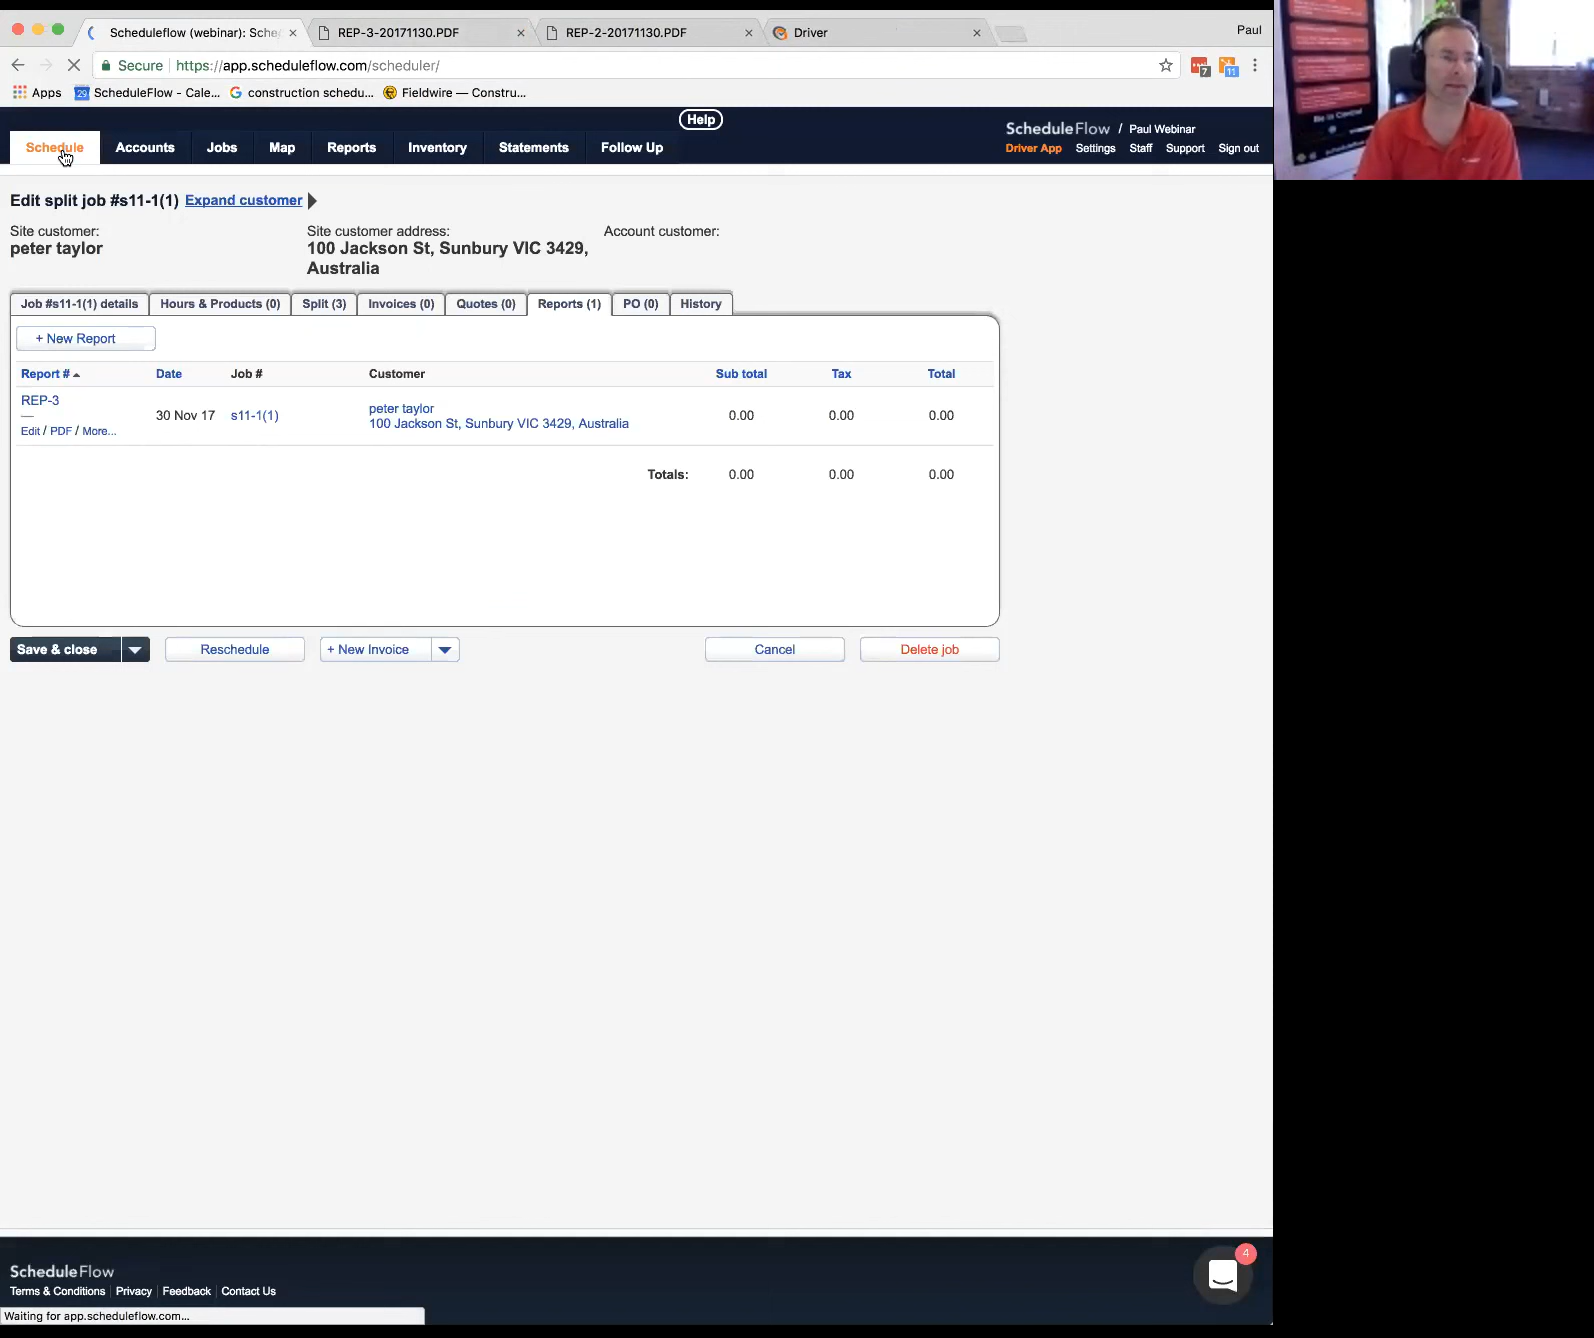 Scheduleflow (webinar): Sche
REP-3-20171130.PDF
REP-2-20171130.PDF
Driver
Paul
Secure
https://app.scheduleflow.com/scheduler/
7
11
Apps
29
ScheduleFlow - Cale...
construction schedu...
Fieldwire — Constru...
Help
Schedule
Accounts
Jobs
Map
Reports
Inventory
Statements
Follow Up
ScheduleFlow / Paul Webinar
Driver App
Settings
Staff
Support
Sign out
Edit split job #s11-1(1) Expand customer
Site customer:
peter taylor
Site customer address:
100 Jackson St, Sunbury VIC 3429,
Australia
Account customer:
Job #s11-1(1) details
Hours & Products (0)
Split (3)
Invoices (0)
Quotes (0)
Reports (1)
PO (0)
History
+ New Report
Report #
Date
Job #
Customer
Sub total
Tax
Total
REP-3
—
Edit / PDF / More...
30 Nov 17
s11-1(1)
peter taylor
100 Jackson St, Sunbury VIC 3429, Australia
0.00
0.00
0.00
Totals:
0.00
0.00
0.00
Save & close
Reschedule
+ New Invoice
Cancel
Delete job
ScheduleFlow
Terms & Conditions
Privacy
Feedback
Contact Us
4
Waiting for app.scheduleflow.com...
Be in Control